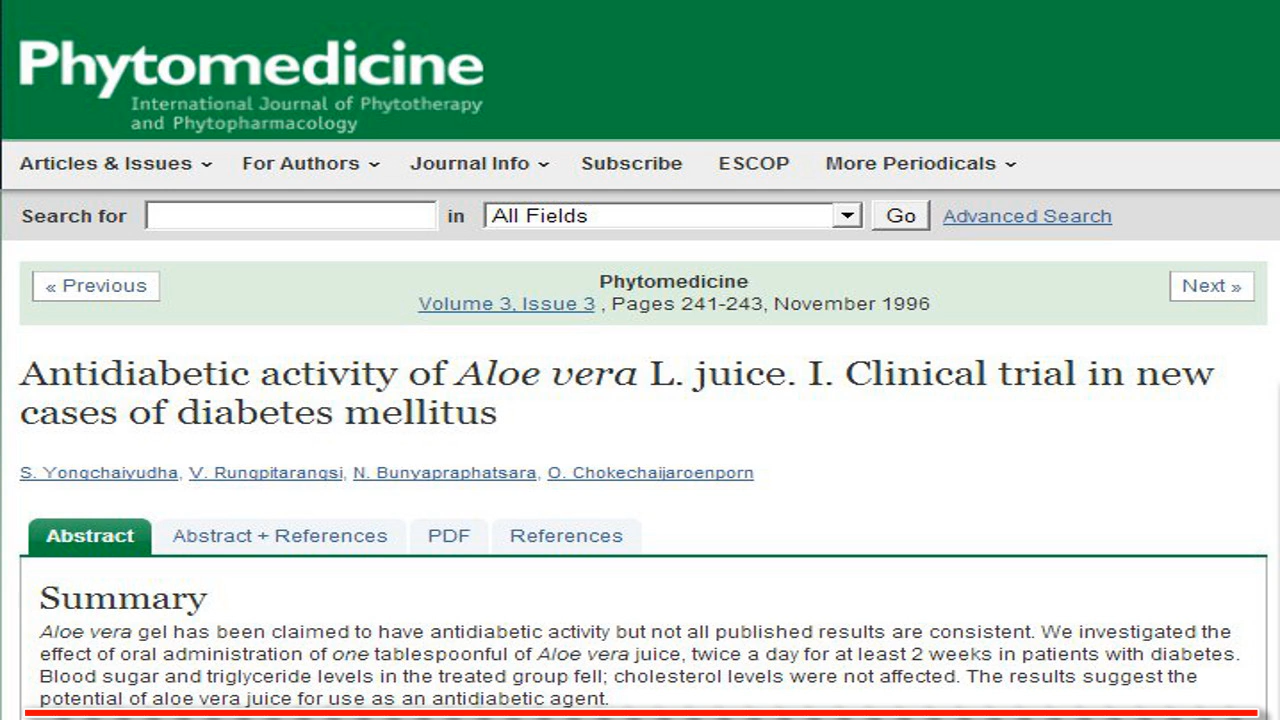 Phytomedicine
International Journal of Phytotherapy
and Phytopharmacology
Articles & Issues For Authors Journal Info Subscribe ESCOP More Periodicals
Search for in All Fields Go Advanced Search
« Previous
Phytomedicine
Volume 3, Issue 3 , Pages 241-243, November 1996
Next »
Antidiabetic activity of Aloe vera L. juice. I. Clinical trial in new
cases of diabetes mellitus
S. Yongchaiyudha, V. Rungpitarangsi, N. Bunyapraphatsara, O. Chokechaijaroenporn
Abstract Abstract + References PDF References
Summary
Aloe vera gel has been claimed to have antidiabetic activity but not all published results are consistent. We investigated the
effect of oral administration of one tablespoonful of Aloe vera juice, twice a day for at least 2 weeks in patients with diabetes.
Blood sugar and triglyceride levels in the treated group fell; cholesterol levels were not affected. The results suggest the
potential of aloe vera juice for use as an antidiabetic agent.